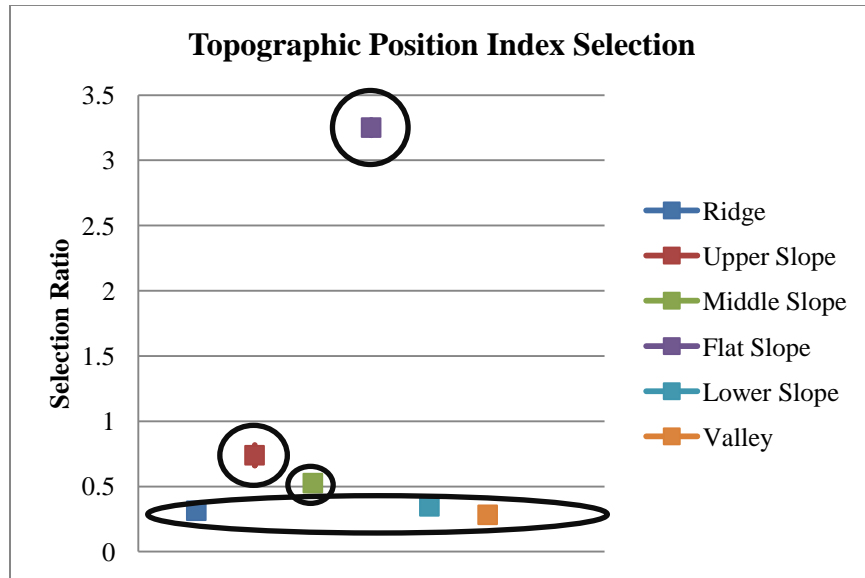 Topographic Position Index Selection
3.5
3
2.5
2
1.5
1
0.5
0
Selection Ratio
Ridge
Upper Slope
Middle Slope
Flat Slope
Lower Slope
Valley